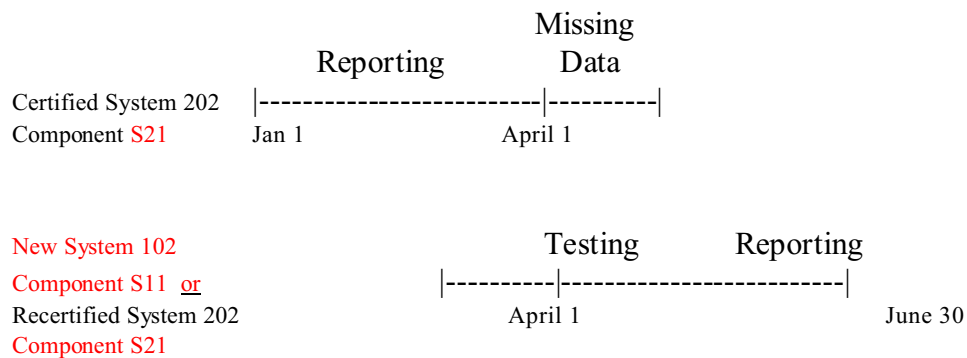 Missing
Reporting Data
Certified System 202 |--------------------------|----------|
Component S21 Jan 1 April 1
New System 102 Testing Reporting
Component S11 or |----------|--------------------------|
Recertified System 202 April 1 June 30
Component S21